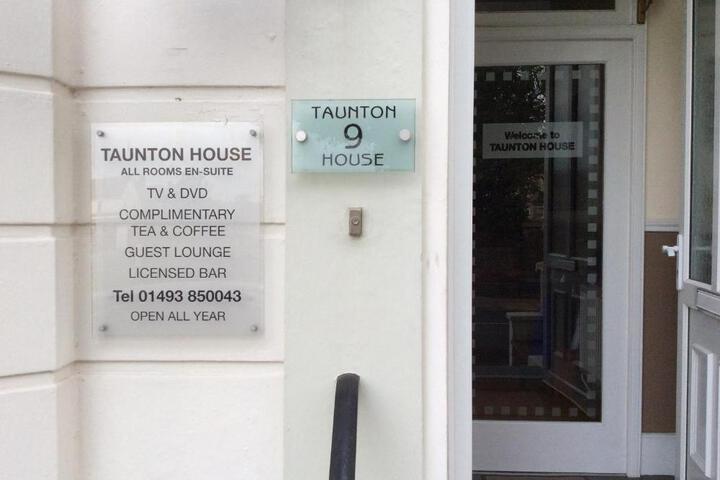 TAUNTON HOUSE
ALL ROOMS EN-SUITE
TV & DVD
COMPLIMENTARY
TEA & COFFEE
GUEST LOUNGE
LICENSED BAR
Tel 01493 850043
OPEN ALL YEAR
TAUNTON
9
HOUSE
Welcome to
TAUNTON HOUSE